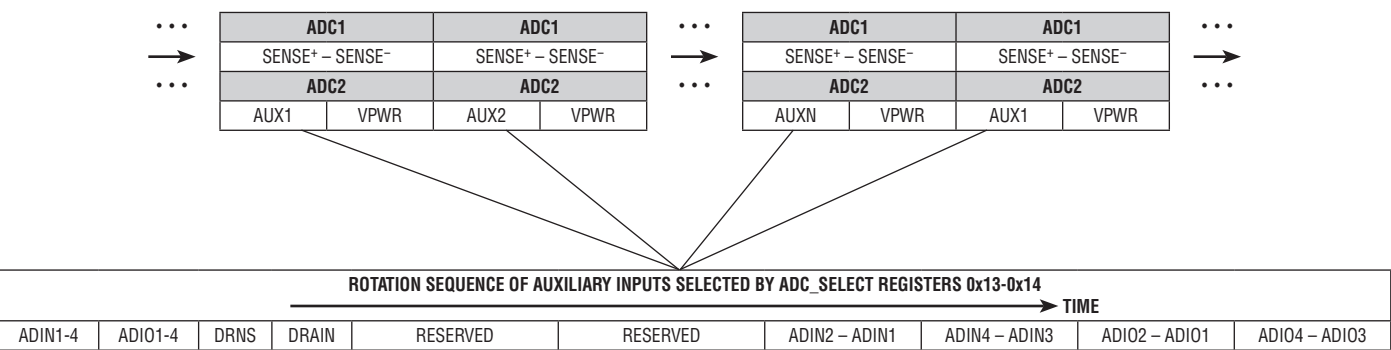 ••• ADC1 ADC1 ••• ADC1 ADC1 •••
SENSE⁺ – SENSE⁻ SENSE⁺ – SENSE⁻ SENSE⁺ – SENSE⁻ SENSE⁺ – SENSE⁻
••• ADC2 ADC2 ••• ADC2 ADC2 •••
AUX1 VPWR AUX2 VPWR AUXN VPWR AUX1 VPWR
ROTATION SEQUENCE OF AUXILIARY INPUTS SELECTED BY ADC_SELECT REGISTERS 0x13-0x14
TIME
ADIN1-4 ADIO1-4 DRNS DRAIN RESERVED RESERVED ADIN2 – ADIN1 ADIN4 – ADIN3 ADIO2 – ADIO1 ADIO4 – ADIO3